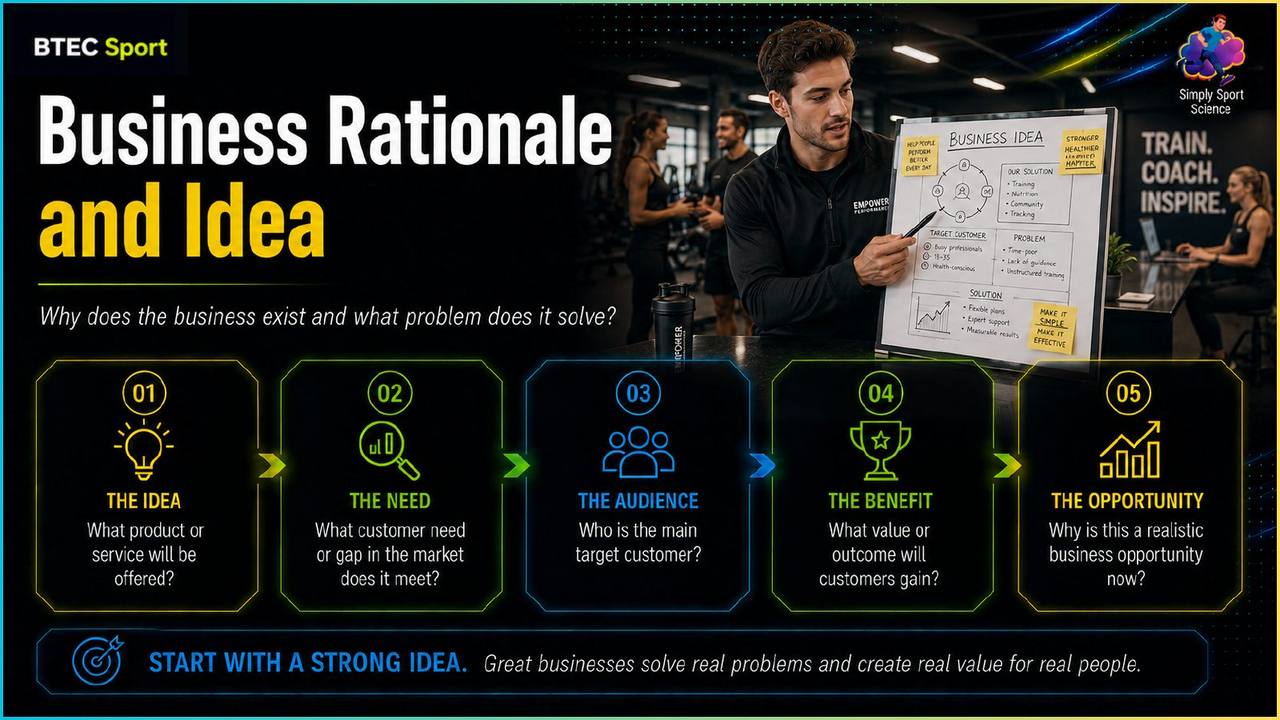 BTEC Sport
Simply Sport
Science
Business Rationale
and Idea
Why does the business exist and what problem does it solve?
TRAIN.
COACH.
INSPIRE.
EMPOWER
PERFORMANCE
BUSINESS IDEA
HELP PEOPLE
PERFORM
BETTER
EVERY DAY
STRONGER
HEALTHIER
HAPPIER
OUR SOLUTION
• Training
• Nutrition
• Community
• Tracking
TARGET CUSTOMER
Busy professionals
18-35
Health-conscious
PROBLEM
• Time-poor
• Lack of guidance
• Unstructured training
SOLUTION
• Flexible plans
• Expert support
• Measurable results
MAKE IT
SIMPLE
MAKE IT
EFFECTIVE
01
THE IDEA
What product or
service will be
offered?
02
THE NEED
What customer need
or gap in the market
does it meet?
03
THE AUDIENCE
Who is the main
target customer?
04
THE BENEFIT
What value or
outcome will
customers gain?
05
THE OPPORTUNITY
Why is this a realistic
business opportunity
now?
START WITH A STRONG IDEA. Great businesses solve real problems and create real value for real people.